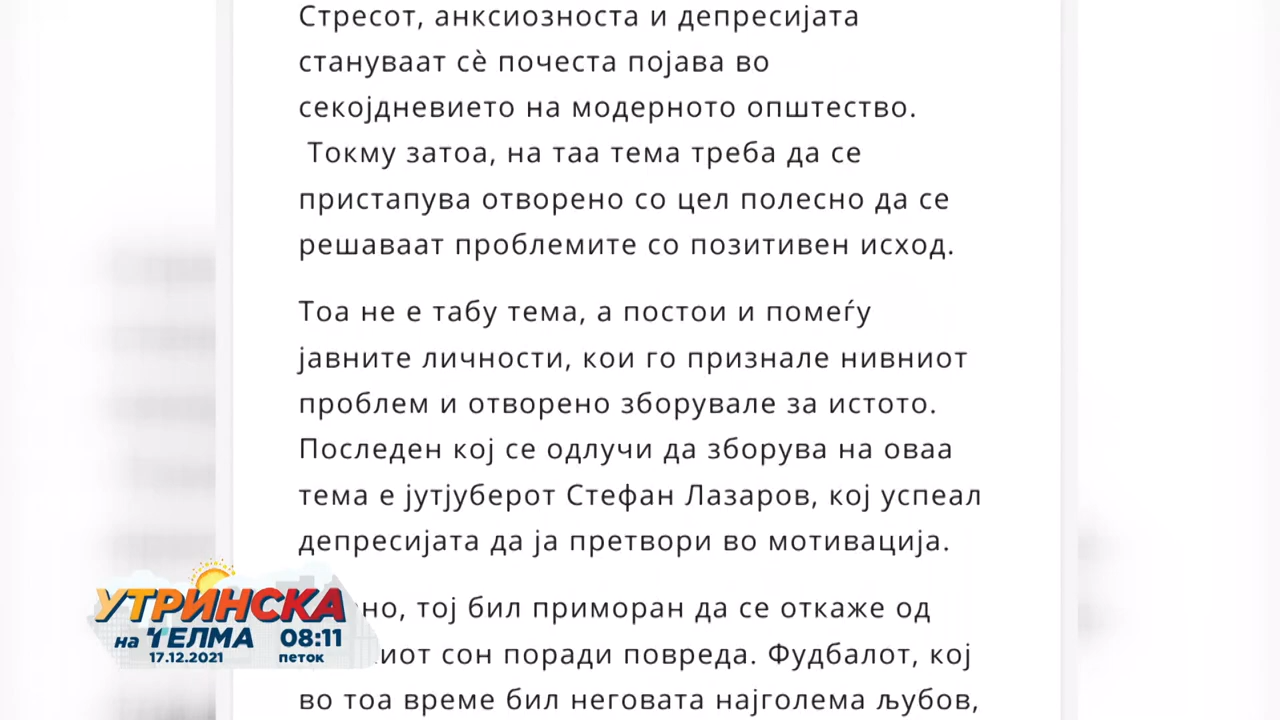 Стресот, анксиозноста и депресијата
стануваат сѐ почеста појава во
секојдневието на модерното општество.
Токму затоа, на таа тема треба да се
пристапува отворено со цел полесно да се
решаваат проблемите со позитивен исход.
Тоа не е табу тема, а постои и помеѓу
јавните личности, кои го признале нивниот
проблем и отворено зборувале за истото.
Последен кој се одлучи да зборува на оваа
тема е јутјуберот Стефан Лазаров, кој успеал
депресијата да ја претвори во мотивација.
тој бил приморан да се откаже од
сон поради повреда. Фудбалот, кој
во тоа време бил неговата најголема љубов,
УТРИНСКА
на ТЕЛМА 08:11
17.12.2021 петок